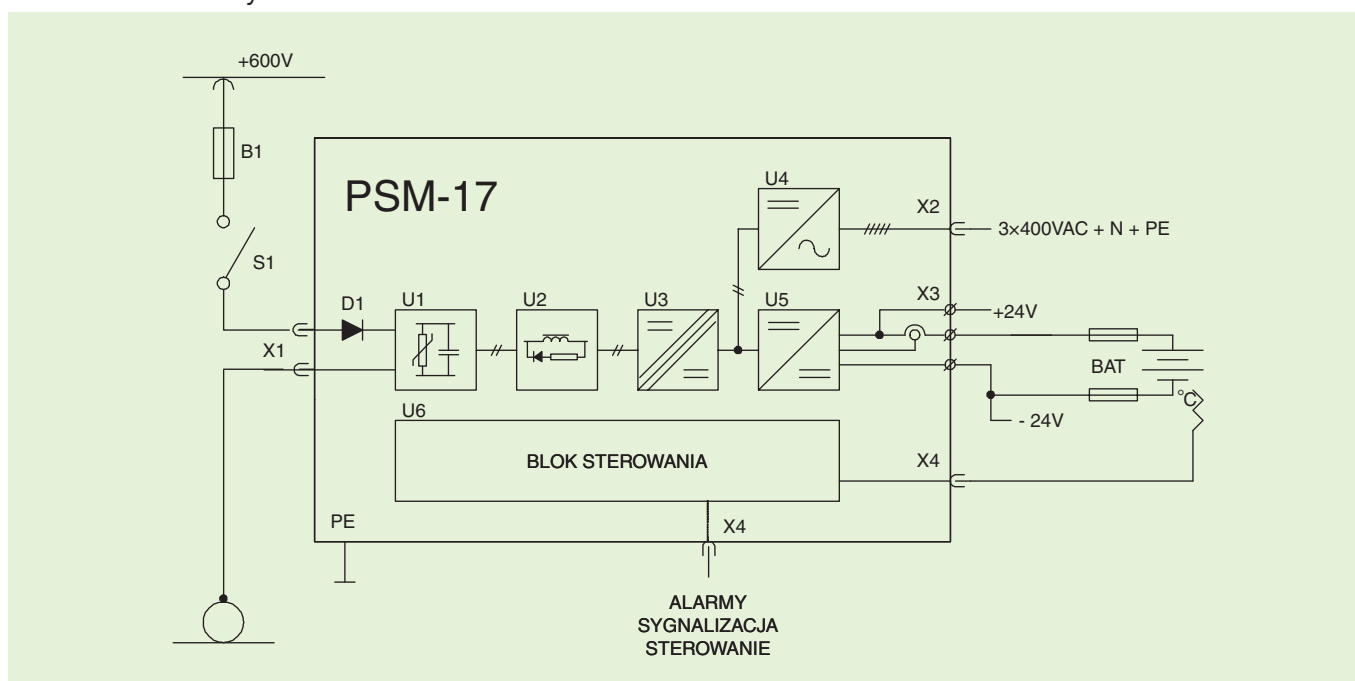 +600V
B1
S1
PSM-17
D1
X1
U1
U2
U3
U4
U5
X2
3×400VAC + N + PE
X3
+24V
BAT
°C
- 24V
U6
BLOK STEROWANIA
X4
PE
X4
ALARMY
SYGNALIZACJA
STEROWANIE